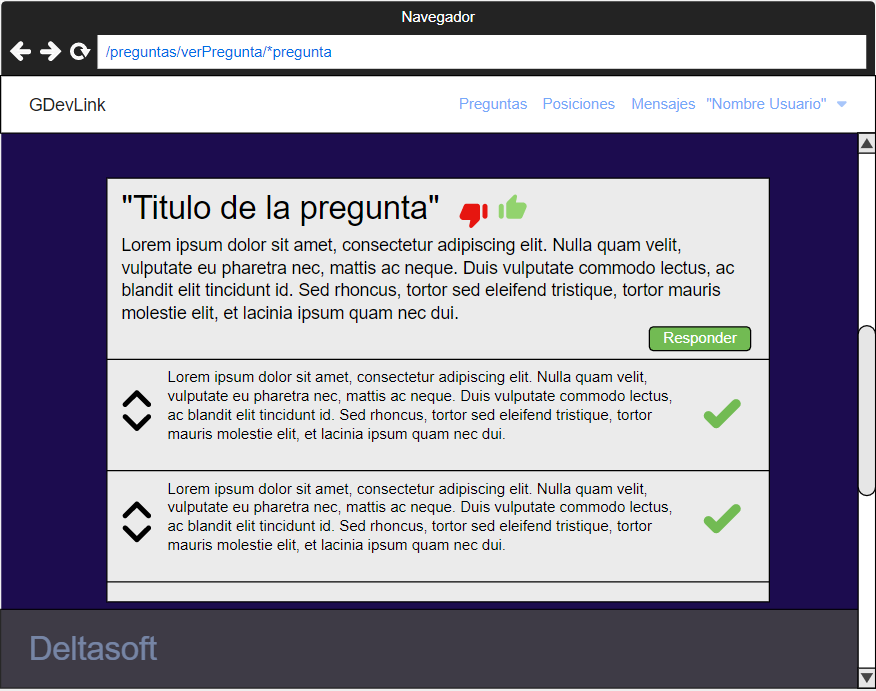 Navegador
/preguntas/verPregunta/*pregunta
GDevLink
Preguntas
Posiciones
Mensajes
"Nombre Usuario"
"Titulo de la pregunta"
Lorem ipsum dolor sit amet, consectetur adipiscing elit. Nulla quam velit,
vulputate eu pharetra nec, mattis ac neque. Duis vulputate commodo lectus, ac
blandit elit tincidunt id. Sed rhoncus, tortor sed eleifend tristique, tortor mauris
molestie elit, et lacinia ipsum quam nec dui.
Responder
Lorem ipsum dolor sit amet, consectetur adipiscing elit. Nulla quam velit,
vulputate eu pharetra nec, mattis ac neque. Duis vulputate commodo lectus,
ac blandit elit tincidunt id. Sed rhoncus, tortor sed eleifend tristique, tortor
mauris molestie elit, et lacinia ipsum quam nec dui.
Lorem ipsum dolor sit amet, consectetur adipiscing elit. Nulla quam velit,
vulputate eu pharetra nec, mattis ac neque. Duis vulputate commodo lectus,
ac blandit elit tincidunt id. Sed rhoncus, tortor sed eleifend tristique, tortor
mauris molestie elit, et lacinia ipsum quam nec dui.
Deltasoft